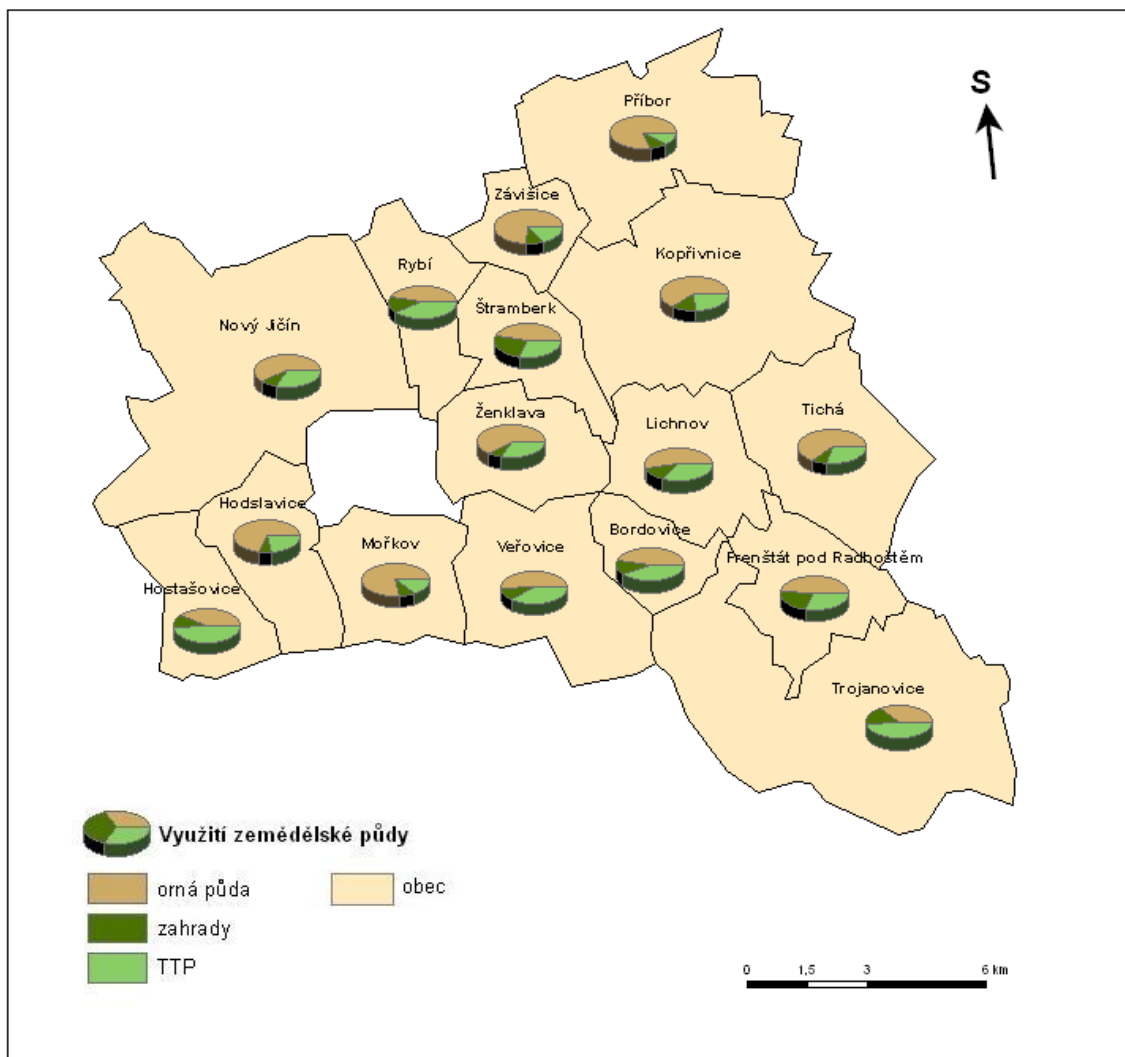 S
Příbor
Závišice
Kopřivnice
Rybí
Štramberk
Nový Jičín
Ženklava
Lichnov
Tichá
Hodslavice
Mořkov
Veřovice
Bordovice
Frenštát pod Radhoštěm
Hostašovice
Trojanovice
Využití zemědělské půdy
orná půda
obec
zahrady
TTP
0 1,5 3 6 km